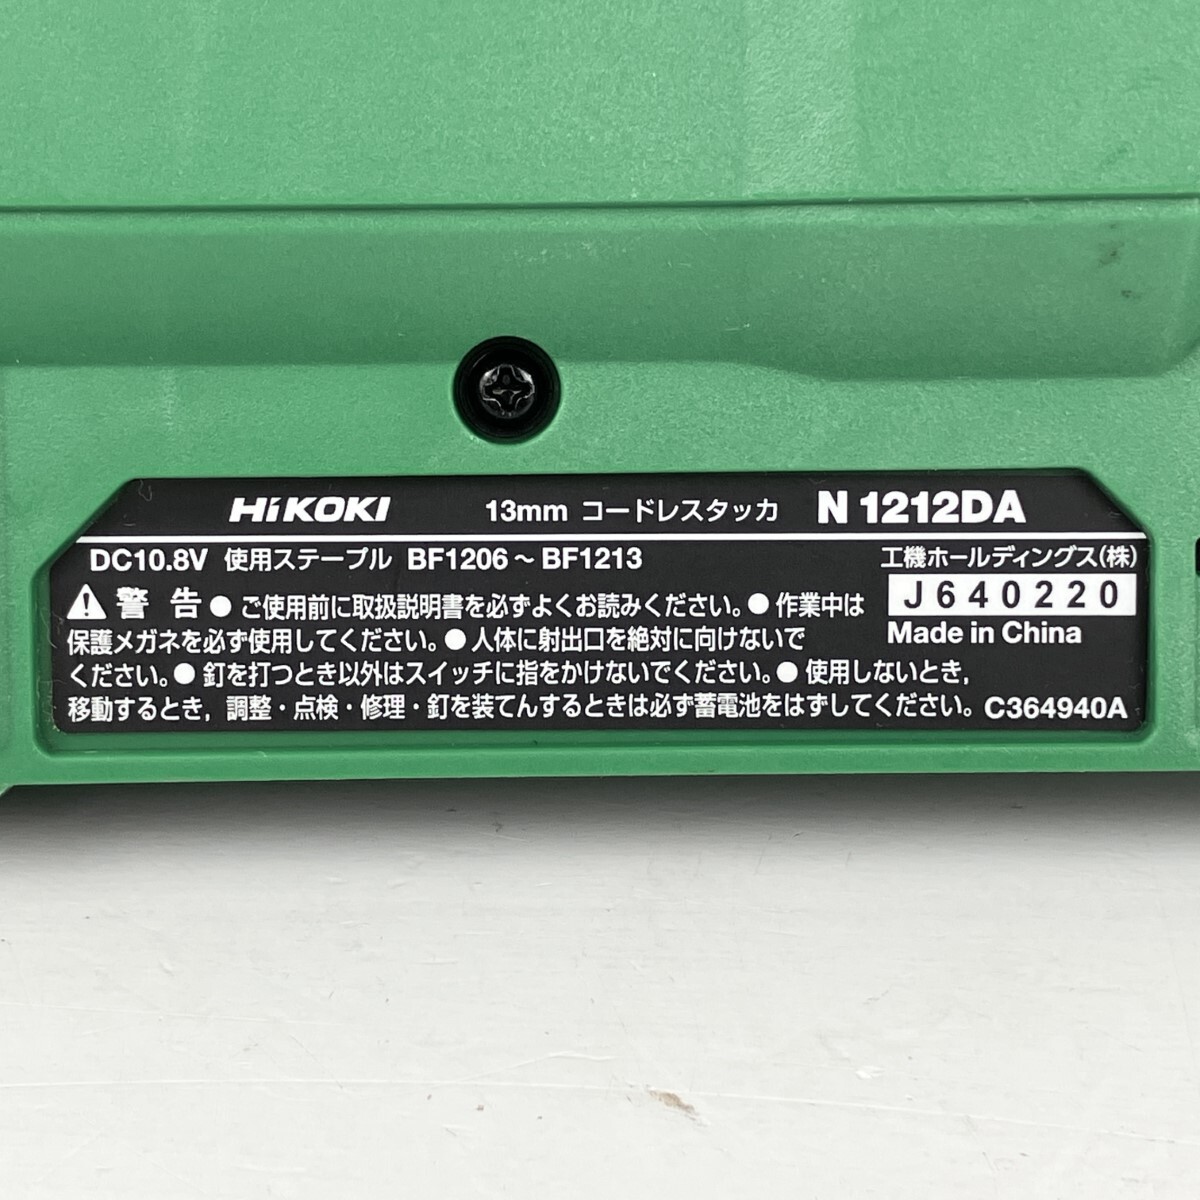 HiKOKI 13mm コードレスタッカ N 1212DA
DC10.8V 使用ステープル BF1206～BF1213 工機ホールディングス(株)
J640220
Made in China
⚠ 警 告 ● ご使用前に取扱説明書を必ずよくお読みください。● 作業中は
保護メガネを必ず使用してください。● 人体に射出口を絶対に向けないで
ください。● 釘を打つとき以外はスイッチに指をかけないでください。● 使用しないとき，
移動するとき，調整・点検・修理・釘を装てんするときは必ず蓄電池をはずしてください。 C364940A